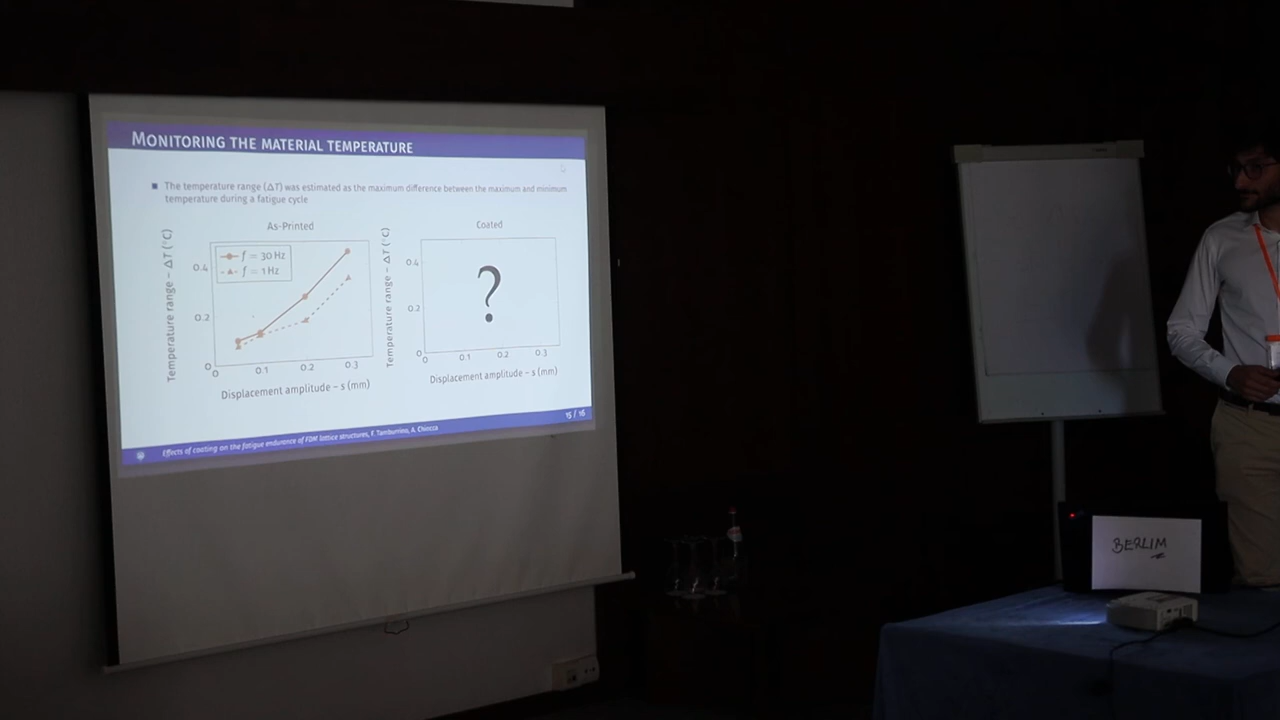 MONITORING THE MATERIAL TEMPERATURE
The temperature range (ΔT) was estimated as the maximum difference between the maximum and minimum
temperature during a fatigue cycle
As-Printed
Temperature range – ΔT (°C)
f = 30 Hz
f = 1 Hz
0.4
0.2
0
0
0.1
0.2
0.3
Displacement amplitude – s (mm)
Coated
Temperature range – ΔT (°C)
0.4
0.2
0
?
0
0.1
0.2
0.3
Displacement amplitude – s (mm)
Effects of coating on the fatigue endurance of FDM lattice structures, F. Tamburrino, A. Chiocca
15 / 16
BERLIM